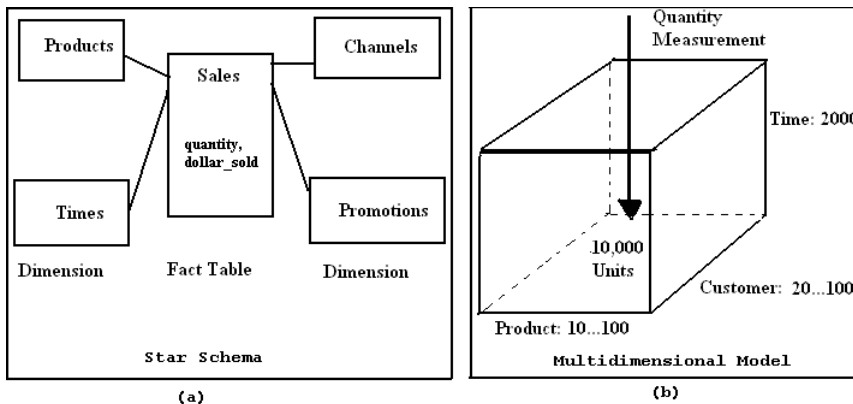 Products
Sales
Channels
quantity,
dollar_sold
Times
Promotions
Dimension
Fact Table
Dimension
Star Schema
(a)
Quantity
Measurement
Time: 2000
10,000
Units
Customer: 20...100
Product: 10...100
Multidimensional Model
(b)